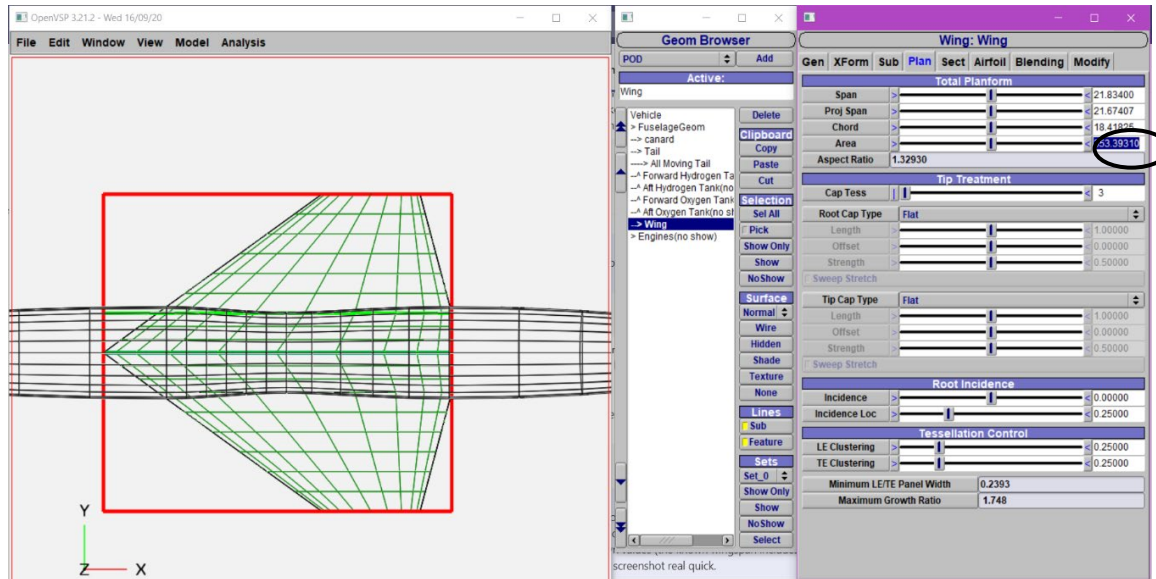 OpenVSP 3.21.2 - Wed 16/09/20
File Edit Window View Model Analysis
Y
Z X
Geom Browser
POD Add
Active:
Wing
Vehicle
> FuselageGeom
--> canard
--> Tail
----> All Moving Tail
--^ Forward Hydrogen Ta
--^ Aft Hydrogen Tank(no
--^ Forward Oxygen Tank
--^ Aft Oxygen Tank(no sh
--> Wing
> Engines(no show)
Delete
Clipboard
Copy
Paste
Cut
Selection
Sel All
Pick
Show Only
Show
NoShow
Surface
Normal
Wire
Hidden
Shade
Texture
None
Lines
Sub
Feature
Sets
Set_0
Show Only
Show
NoShow
Select
screenshot real quick.
Wing: Wing
Gen XForm Sub Plan Sect Airfoil Blending Modify
Total Planform
Span > < 21.83400
Proj Span > < 21.67407
Chord > < 18.41825
Area > < 53.39310
Aspect Ratio 1.32930
Tip Treatment
Cap Tess | < 3
Root Cap Type Flat
Length > < 1.00000
Offset > < 0.00000
Strength > < 0.50000
Sweep Stretch
Tip Cap Type Flat
Length > < 1.00000
Offset > < 0.00000
Strength > < 0.50000
Sweep Stretch
Root Incidence
Incidence > < 0.00000
Incidence Loc > < 0.25000
Tessellation Control
LE Clustering > < 0.25000
TE Clustering > < 0.25000
Minimum LE/TE Panel Width 0.2393
Maximum Growth Ratio 1.748